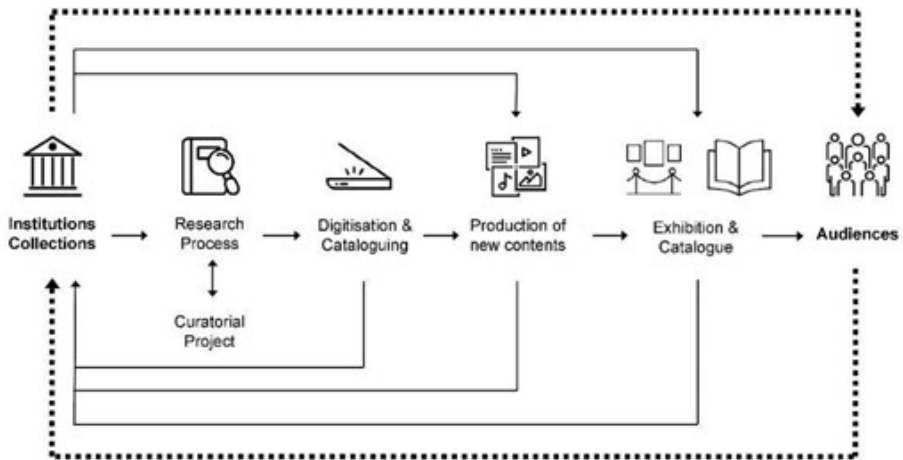 Institutions
Collections
Research
Process
Digitisation &
Cataloguing
Production of
new contents
Exhibition &
Catalogue
Audiences
Curatorial
Project